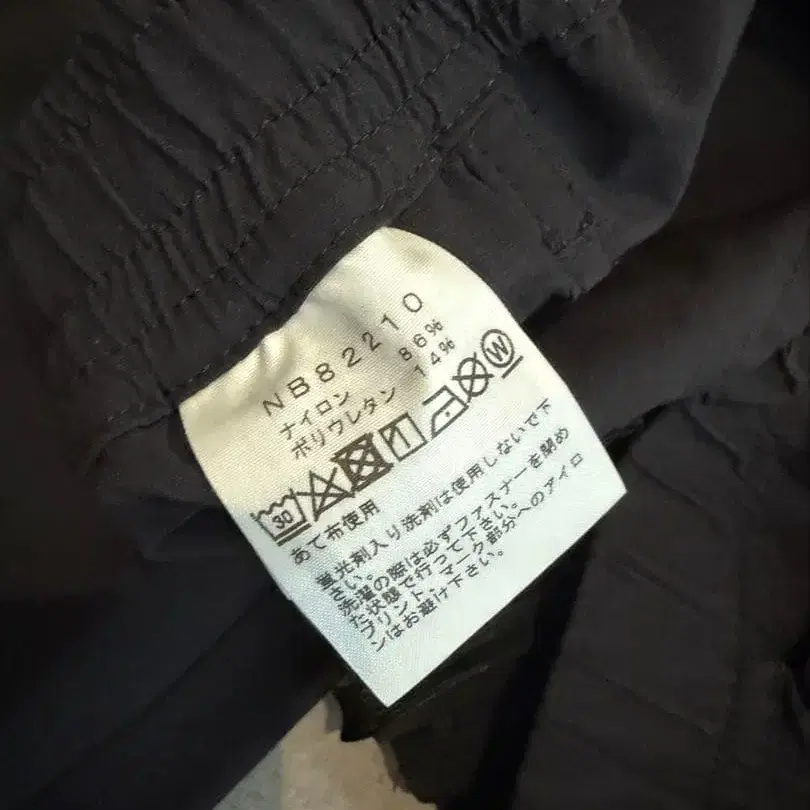 NB82210
ナイロン 86%
ポリウレタン 14%
30 W
あて布使用
蛍光剤入り洗剤は使用しないで下
さい。
洗濯の際は必ずファスナーを閉め
た状態で行って下さい。
プリント、マーク部分へのアイロ
ンはお避け下さい。